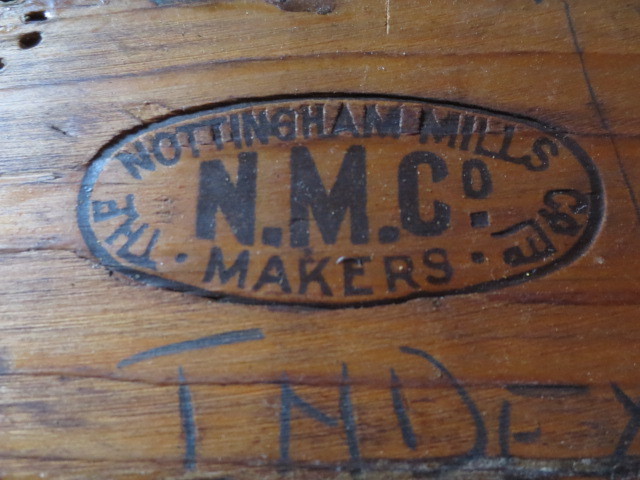 THE NOTTINGHAM MILLS Co. LTD.
N.M.Co.
· MAKERS ·
INDEX